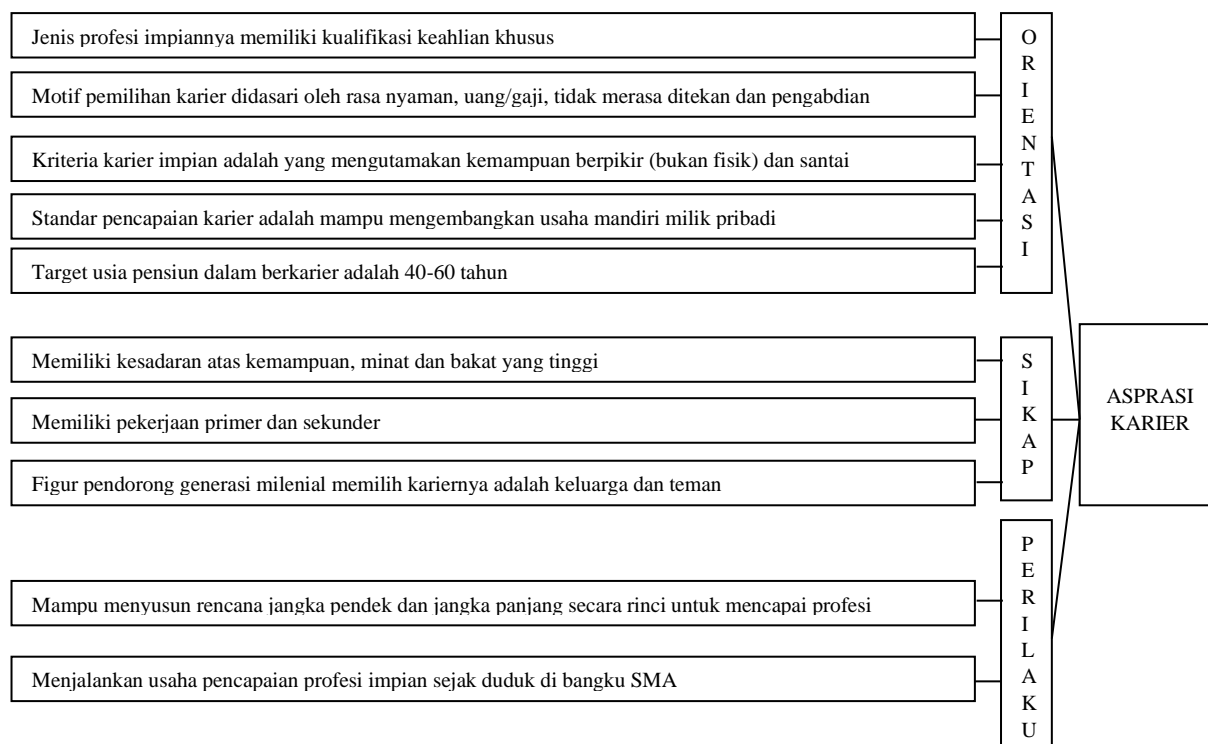 Jenis profesi impiannya memiliki kualifikasi keahlian khusus
Motif pemilihan karier didasari oleh rasa nyaman, uang/gaji, tidak merasa ditekan dan pengabdian
Kriteria karier impian adalah yang mengutamakan kemampuan berpikir (bukan fisik) dan santai
Standar pencapaian karier adalah mampu mengembangkan usaha mandiri milik pribadi
Target usia pensiun dalam berkarier adalah 40-60 tahun
ORIENTASI
Memiliki kesadaran atas kemampuan, minat dan bakat yang tinggi
Memiliki pekerjaan primer dan sekunder
Figur pendorong generasi milenial memilih kariernya adalah keluarga dan teman
SIKAP
Mampu menyusun rencana jangka pendek dan jangka panjang secara rinci untuk mencapai profesi
Menjalankan usaha pencapaian profesi impian sejak duduk di bangku SMA
PERILAKU
ASPRASI
KARIER